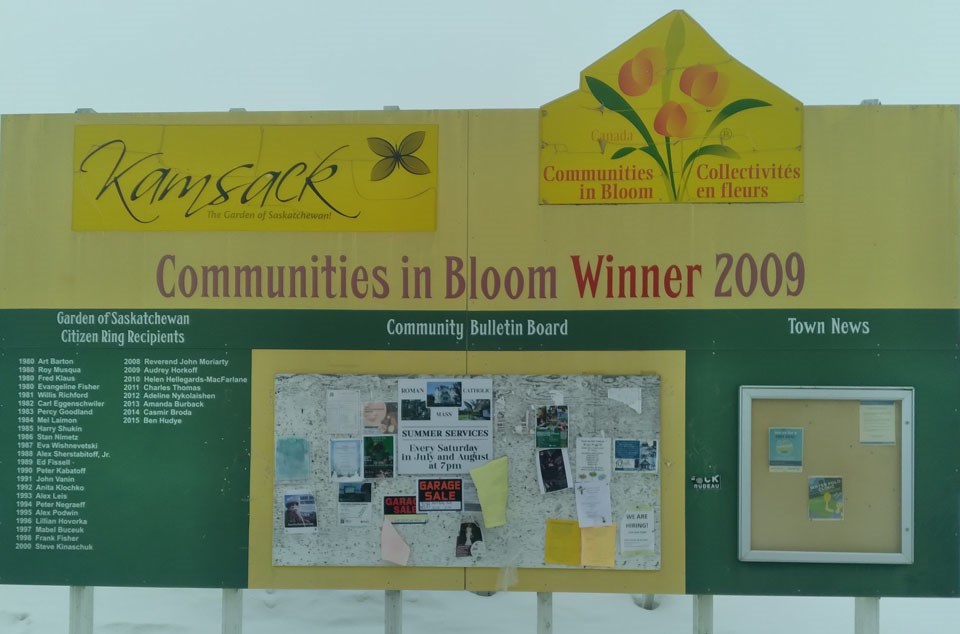 Kamsack
The Garden of Saskatchewan!
Canada
Communities
in Bloom
Collectivités
en fleurs
®
Communities in Bloom Winner 2009
Garden of Saskatchewan
Citizen Ring Recipients
1980 Art Barton
1980 Roy Musqua
1980 Fred Klaus
1980 Evangeline Fisher
1981 Willis Richford
1982 Carl Eggenschwiler
1983 Percy Goodland
1984 Mel Laimon
1985 Harry Shukin
1986 Stan Nimetz
1987 Eva Wishnevetski
1988 Alex Sherstabitoff, Jr.
1989 Ed Fissell
1990 Peter Kabatoff
1991 John Vanin
1992 Anita Klochko
1993 Alex Leis
1994 Peter Negraeff
1995 Alex Podwin
1996 Lillian Hovorka
1997 Mabel Buceuk
1998 Frank Fisher
2000 Steve Kinaschuk
2008 Reverend John Moriarty
2009 Audrey Horkoff
2010 Helen Hellegards-MacFarlane
2011 Charles Thomas
2012 Adeline Nykolaishen
2013 Amanda Burback
2014 Casmir Broda
2015 Ben Hudye
Community Bulletin Board
ROMAN CATHOLIC
MASS
SUMMER SERVICES
Every Saturday
in July and August
at 7pm
GARAGE
SALE
GARAGE
SALE
WE ARE
HIRING!
Town News